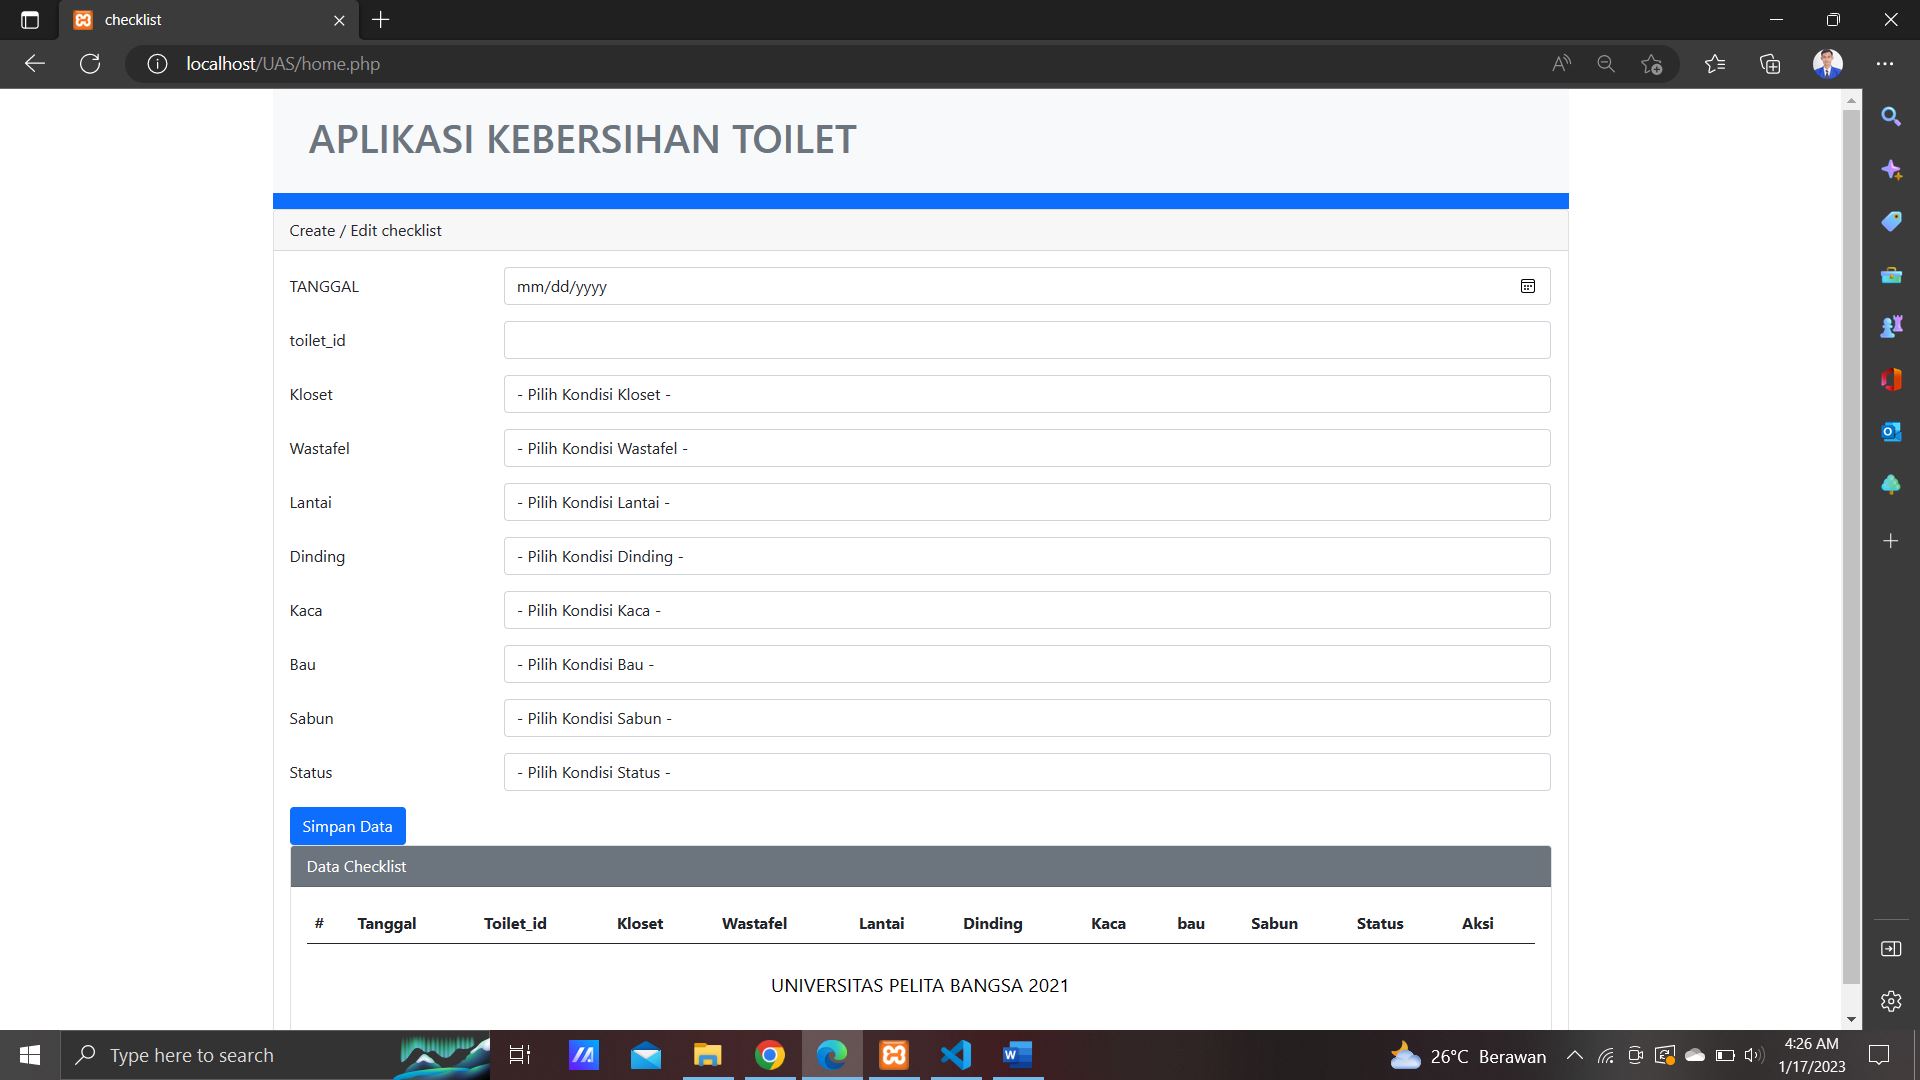 checklist
localhost/UAS/home.php
APLIKASI KEBERSIHAN TOILET
Create / Edit checklist
TANGGAL mm/dd/yyyy
toilet_id
Kloset - Pilih Kondisi Kloset -
Wastafel - Pilih Kondisi Wastafel -
Lantai - Pilih Kondisi Lantai -
Dinding - Pilih Kondisi Dinding -
Kaca - Pilih Kondisi Kaca -
Bau - Pilih Kondisi Bau -
Sabun - Pilih Kondisi Sabun -
Status - Pilih Kondisi Status -
Simpan Data
Data Checklist
# Tanggal Toilet_id Kloset Wastafel Lantai Dinding Kaca bau Sabun Status Aksi
UNIVERSITAS PELITA BANGSA 2021
Type here to search
26°C Berawan
4:26 AM
1/17/2023